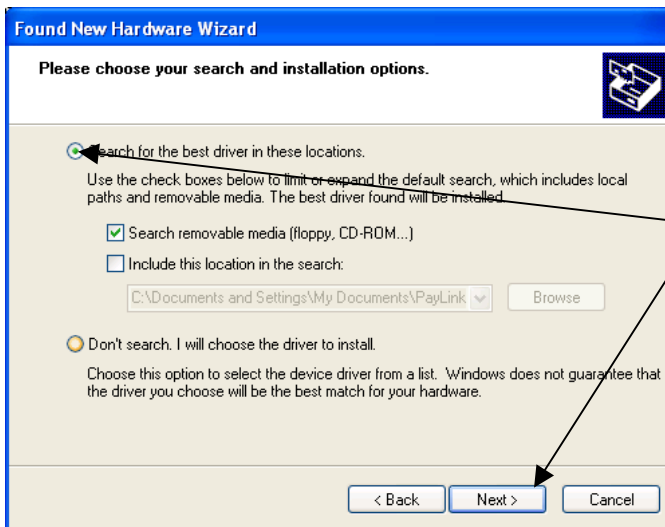 Found New Hardware Wizard
Please choose your search and installation options.
Search for the best driver in these locations.
Use the check boxes below to limit or expand the default search, which includes local
paths and removable media. The best driver found will be installed.
Search removable media (floppy, CD-ROM...)
Include this location in the search:
C:\Documents and Settings\My Documents\PayLink
Browse
Don't search. I will choose the driver to install.
Choose this option to select the device driver from a list. Windows does not guarantee that
the driver you choose will be the best match for your hardware.
< Back Next > Cancel